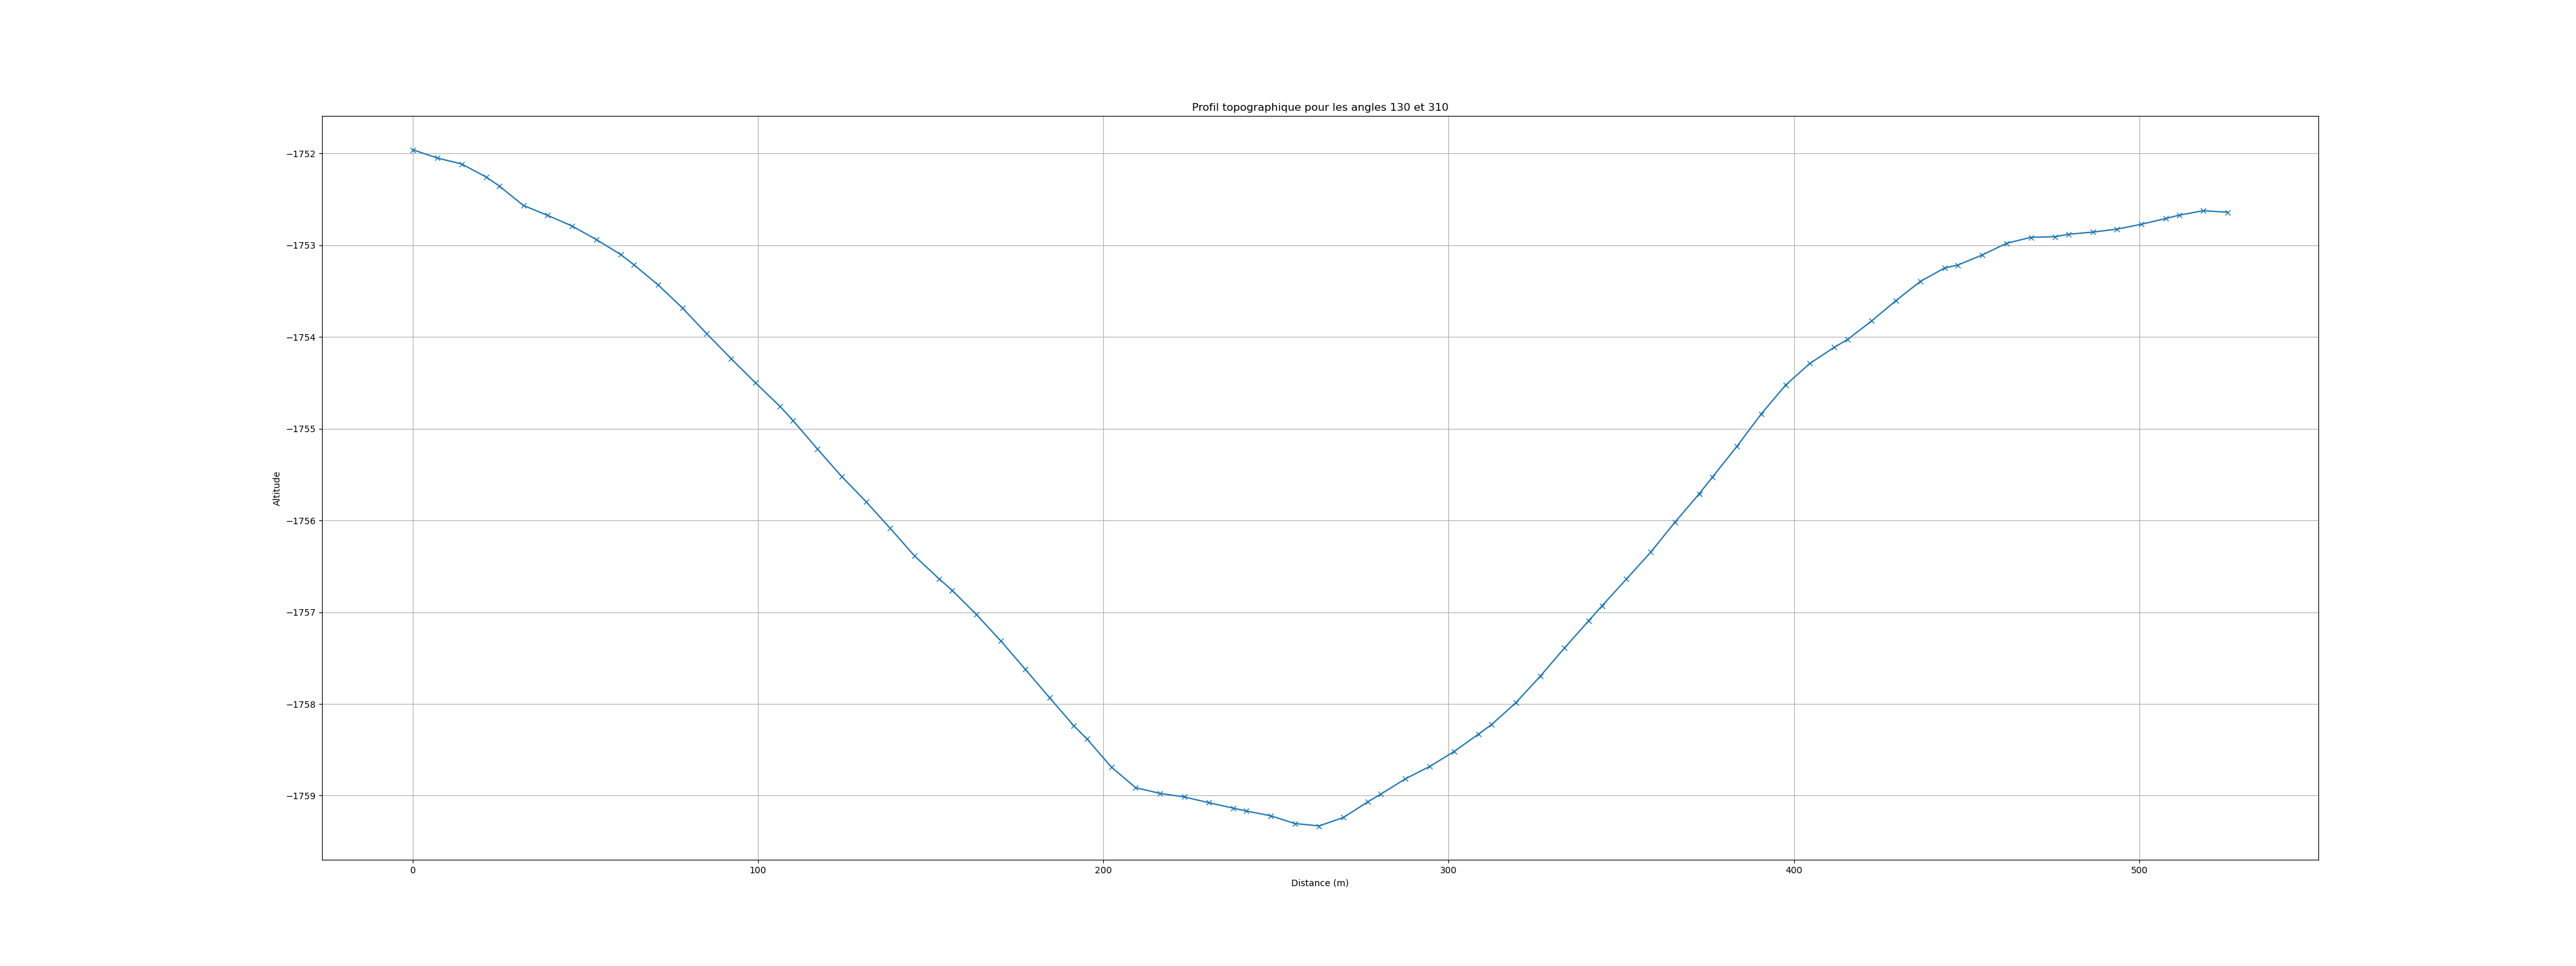 Profil topographique pour les angles 130 et 310
−1752
−1753
−1754
−1755
−1756
−1757
−1758
−1759
Altitude
0 100 200 300 400 500
Distance (m)